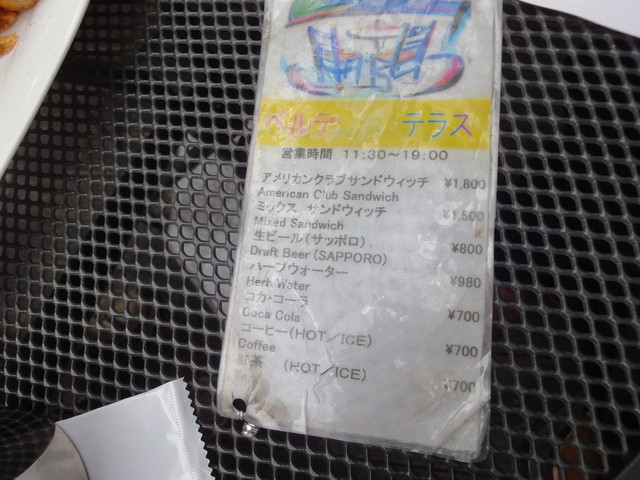 ベルデ テラス
営業時間 11:30~19:00
アメリカンクラブサンドウィッチ ¥1,800
American Club Sandwich
ミックス サンドウィッチ ¥1,500
Mixed Sandwich
生ビール(サッポロ) ¥800
Draft Beer (SAPPORO)
ハーブウォーター ¥980
Herb Water
コカ・コーラ ¥700
Coca Cola
コーヒー(HOT/ICE) ¥700
Coffee
紅茶 (HOT/ICE) ¥700